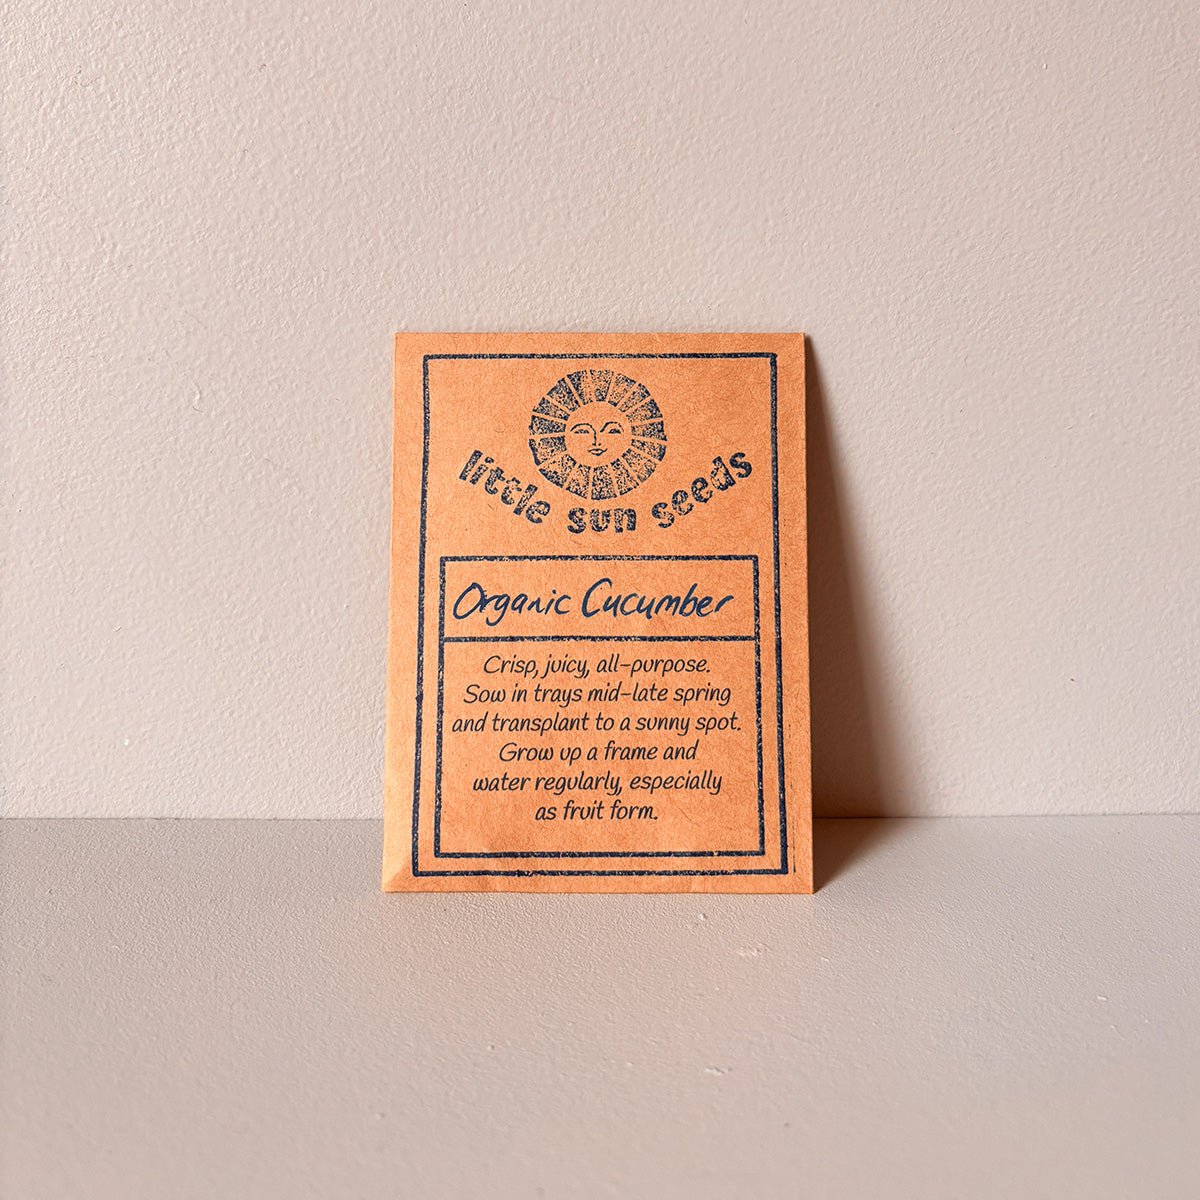 little sun seeds
Organic Cucumber
Crisp, juicy, all-purpose.
Sow in trays mid-late spring
and transplant to a sunny spot.
Grow up a frame and
water regularly, especially
as fruit form.